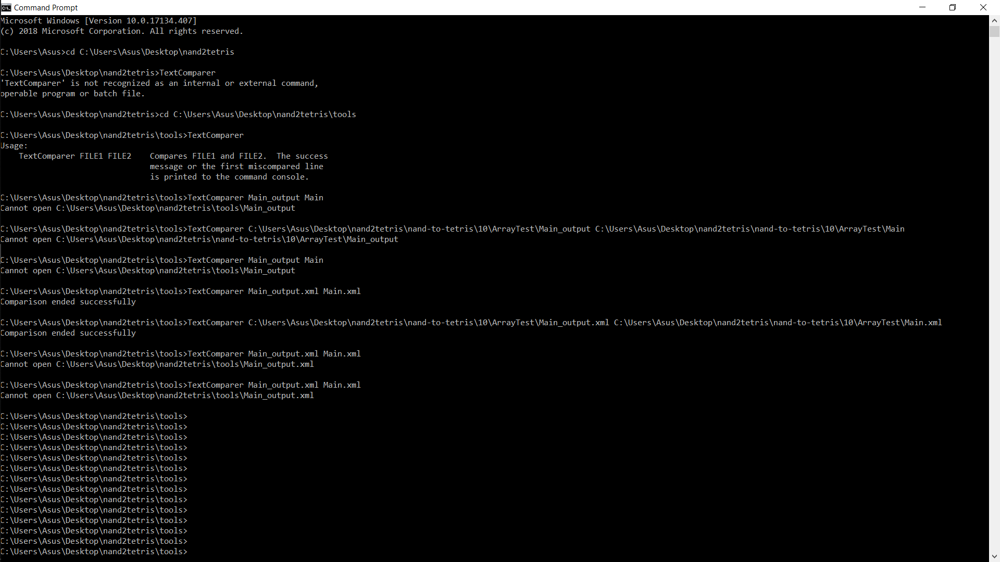 Command Prompt
Microsoft Windows [Version 10.0.17134.407]
(c) 2018 Microsoft Corporation. All rights reserved.
C:\Users\Asus>cd C:\Users\Asus\Desktop\nand2tetris
C:\Users\Asus\Desktop\nand2tetris>TextComparer
'TextComparer' is not recognized as an internal or external command,
operable program or batch file.
C:\Users\Asus\Desktop\nand2tetris>cd C:\Users\Asus\Desktop\nand2tetris\tools
C:\Users\Asus\Desktop\nand2tetris\tools>TextComparer
Usage:
    TextComparer FILE1 FILE2    Compares FILE1 and FILE2.  The success
                                message or the first miscompared line
                                is printed to the command console.
C:\Users\Asus\Desktop\nand2tetris\tools>TextComparer Main_output Main
Cannot open C:\Users\Asus\Desktop\nand2tetris\tools\Main_output
C:\Users\Asus\Desktop\nand2tetris\tools>TextComparer C:\Users\Asus\Desktop\nand2tetris\nand-to-tetris\10\ArrayTest\Main_output C:\Users\Asus\Desktop\nand2tetris\nand-to-tetris\10\ArrayTest\Main
Cannot open C:\Users\Asus\Desktop\nand2tetris\nand-to-tetris\10\ArrayTest\Main_output
C:\Users\Asus\Desktop\nand2tetris\tools>TextComparer Main_output Main
Cannot open C:\Users\Asus\Desktop\nand2tetris\tools\Main_output
C:\Users\Asus\Desktop\nand2tetris\tools>TextComparer Main_output.xml Main.xml
Comparison ended successfully
C:\Users\Asus\Desktop\nand2tetris\tools>TextComparer C:\Users\Asus\Desktop\nand2tetris\nand-to-tetris\10\ArrayTest\Main_output.xml C:\Users\Asus\Desktop\nand2tetris\nand-to-tetris\10\ArrayTest\Main.xml
Comparison ended successfully
C:\Users\Asus\Desktop\nand2tetris\tools>TextComparer Main_output.xml Main.xml
Cannot open C:\Users\Asus\Desktop\nand2tetris\tools\Main_output.xml
C:\Users\Asus\Desktop\nand2tetris\tools>TextComparer Main_output.xml Main.xml
Cannot open C:\Users\Asus\Desktop\nand2tetris\tools\Main_output.xml
C:\Users\Asus\Desktop\nand2tetris\tools>
C:\Users\Asus\Desktop\nand2tetris\tools>
C:\Users\Asus\Desktop\nand2tetris\tools>
C:\Users\Asus\Desktop\nand2tetris\tools>
C:\Users\Asus\Desktop\nand2tetris\tools>
C:\Users\Asus\Desktop\nand2tetris\tools>
C:\Users\Asus\Desktop\nand2tetris\tools>
C:\Users\Asus\Desktop\nand2tetris\tools>
C:\Users\Asus\Desktop\nand2tetris\tools>
C:\Users\Asus\Desktop\nand2tetris\tools>
C:\Users\Asus\Desktop\nand2tetris\tools>
C:\Users\Asus\Desktop\nand2tetris\tools>
C:\Users\Asus\Desktop\nand2tetris\tools>
C:\Users\Asus\Desktop\nand2tetris\tools>